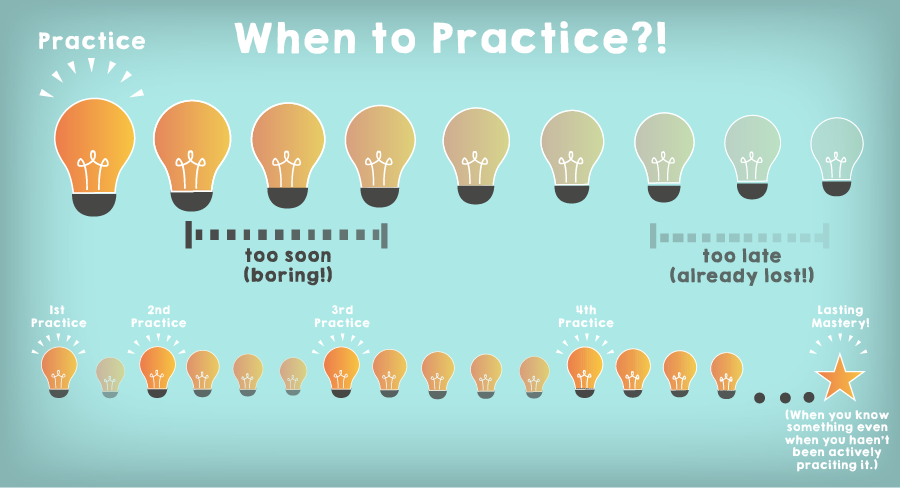 When to Practice?!
Practice
too soon
(boring!)
too late
(already lost!)
1st
Practice
2nd
Practice
3rd
Practice
4th
Practice
Lasting
Mastery!
(When you know
something even
when you haen't
been actively
praciting it.)